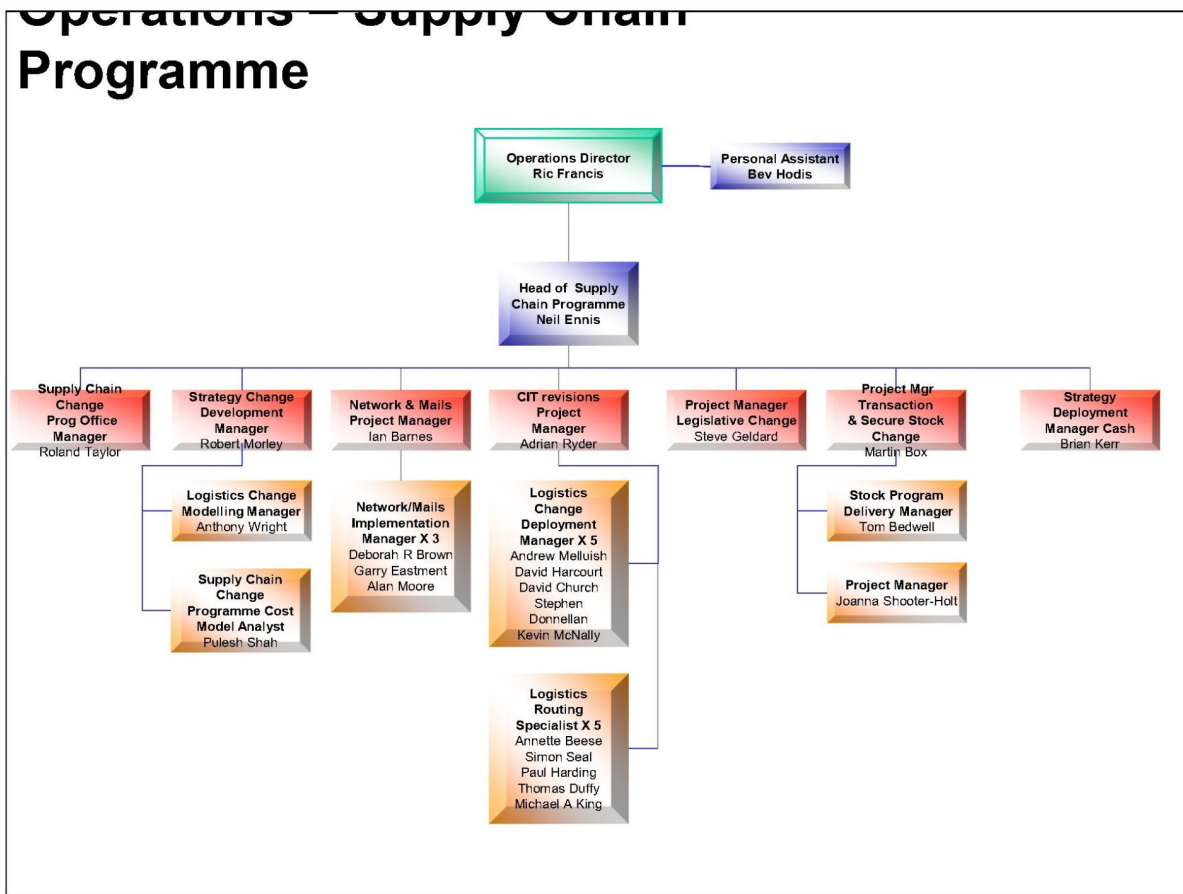 Operations – Supply Chain
Programme
Operations Director
Ric Francis
Personal Assistant
Bev Hodis
Head of Supply
Chain Programme
Neil Ennis
Supply Chain
Change
Prog Office
Manager
Roland Taylor
Strategy Change
Development
Manager
Robert Morley
Network & Mails
Project Manager
Ian Barnes
CIT revisions
Project
Manager
Adrian Ryder
Project Manager
Legislative Change
Steve Geldard
Project Mgr
Transaction
& Secure Stock
Change
Martin Box
Strategy
Deployment
Manager Cash
Brian Kerr
Logistics Change
Modelling Manager
Anthony Wright
Supply Chain
Change
Programme Cost
Model Analyst
Pulesh Shah
Network/Mails
Implementation
Manager X 3
Deborah R Brown
Garry Eastment
Alan Moore
Logistics
Change
Deployment
Manager X 5
Andrew Melluish
David Harcourt
David Church
Stephen
Donnellan
Kevin McNally
Logistics
Routing
Specialist X 5
Annette Beese
Simon Seal
Paul Harding
Thomas Duffy
Michael A King
Stock Program
Delivery Manager
Tom Bedwell
Project Manager
Joanna Shooter-Holt